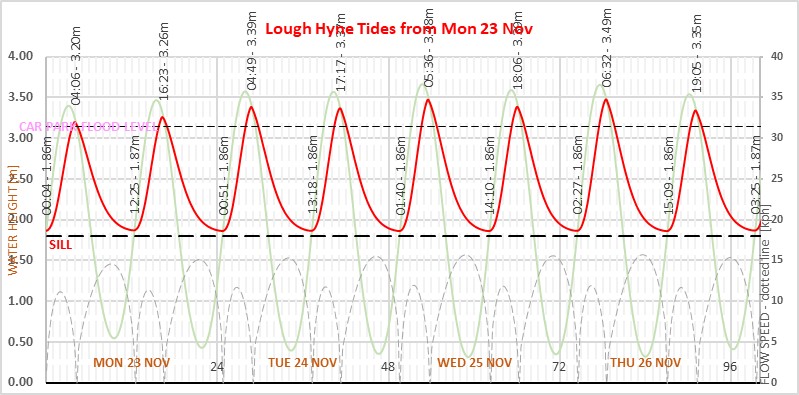 Lough Hyne Tides from Mon 23 Nov
04:06 - 3.20m
16:23 - 3.26m
04:49 - 3.39m
17:17 - 3.37m
05:36 - 3.48m
18:06 - 3.39m
06:32 - 3.49m
19:05 - 3.35m
4.00
3.50
3.00
2.50
2.00
1.50
1.00
0.50
0.00
WATER HEIGHT [m]
CAR PARK FLOOD LEVEL
00:04 - 1.86m
12:25 - 1.87m
00:51 - 1.86m
13:18 - 1.86m
01:40 - 1.86m
14:10 - 1.86m
02:27 - 1.86m
15:09 - 1.86m
03:25 - 1.87m
SILL
MON 23 NOV
24
TUE 24 NOV
48
WED 25 NOV
72
THU 26 NOV
96
40
35
30
25
20
15
10
5
0
FLOW SPEED - dotted line [kph]